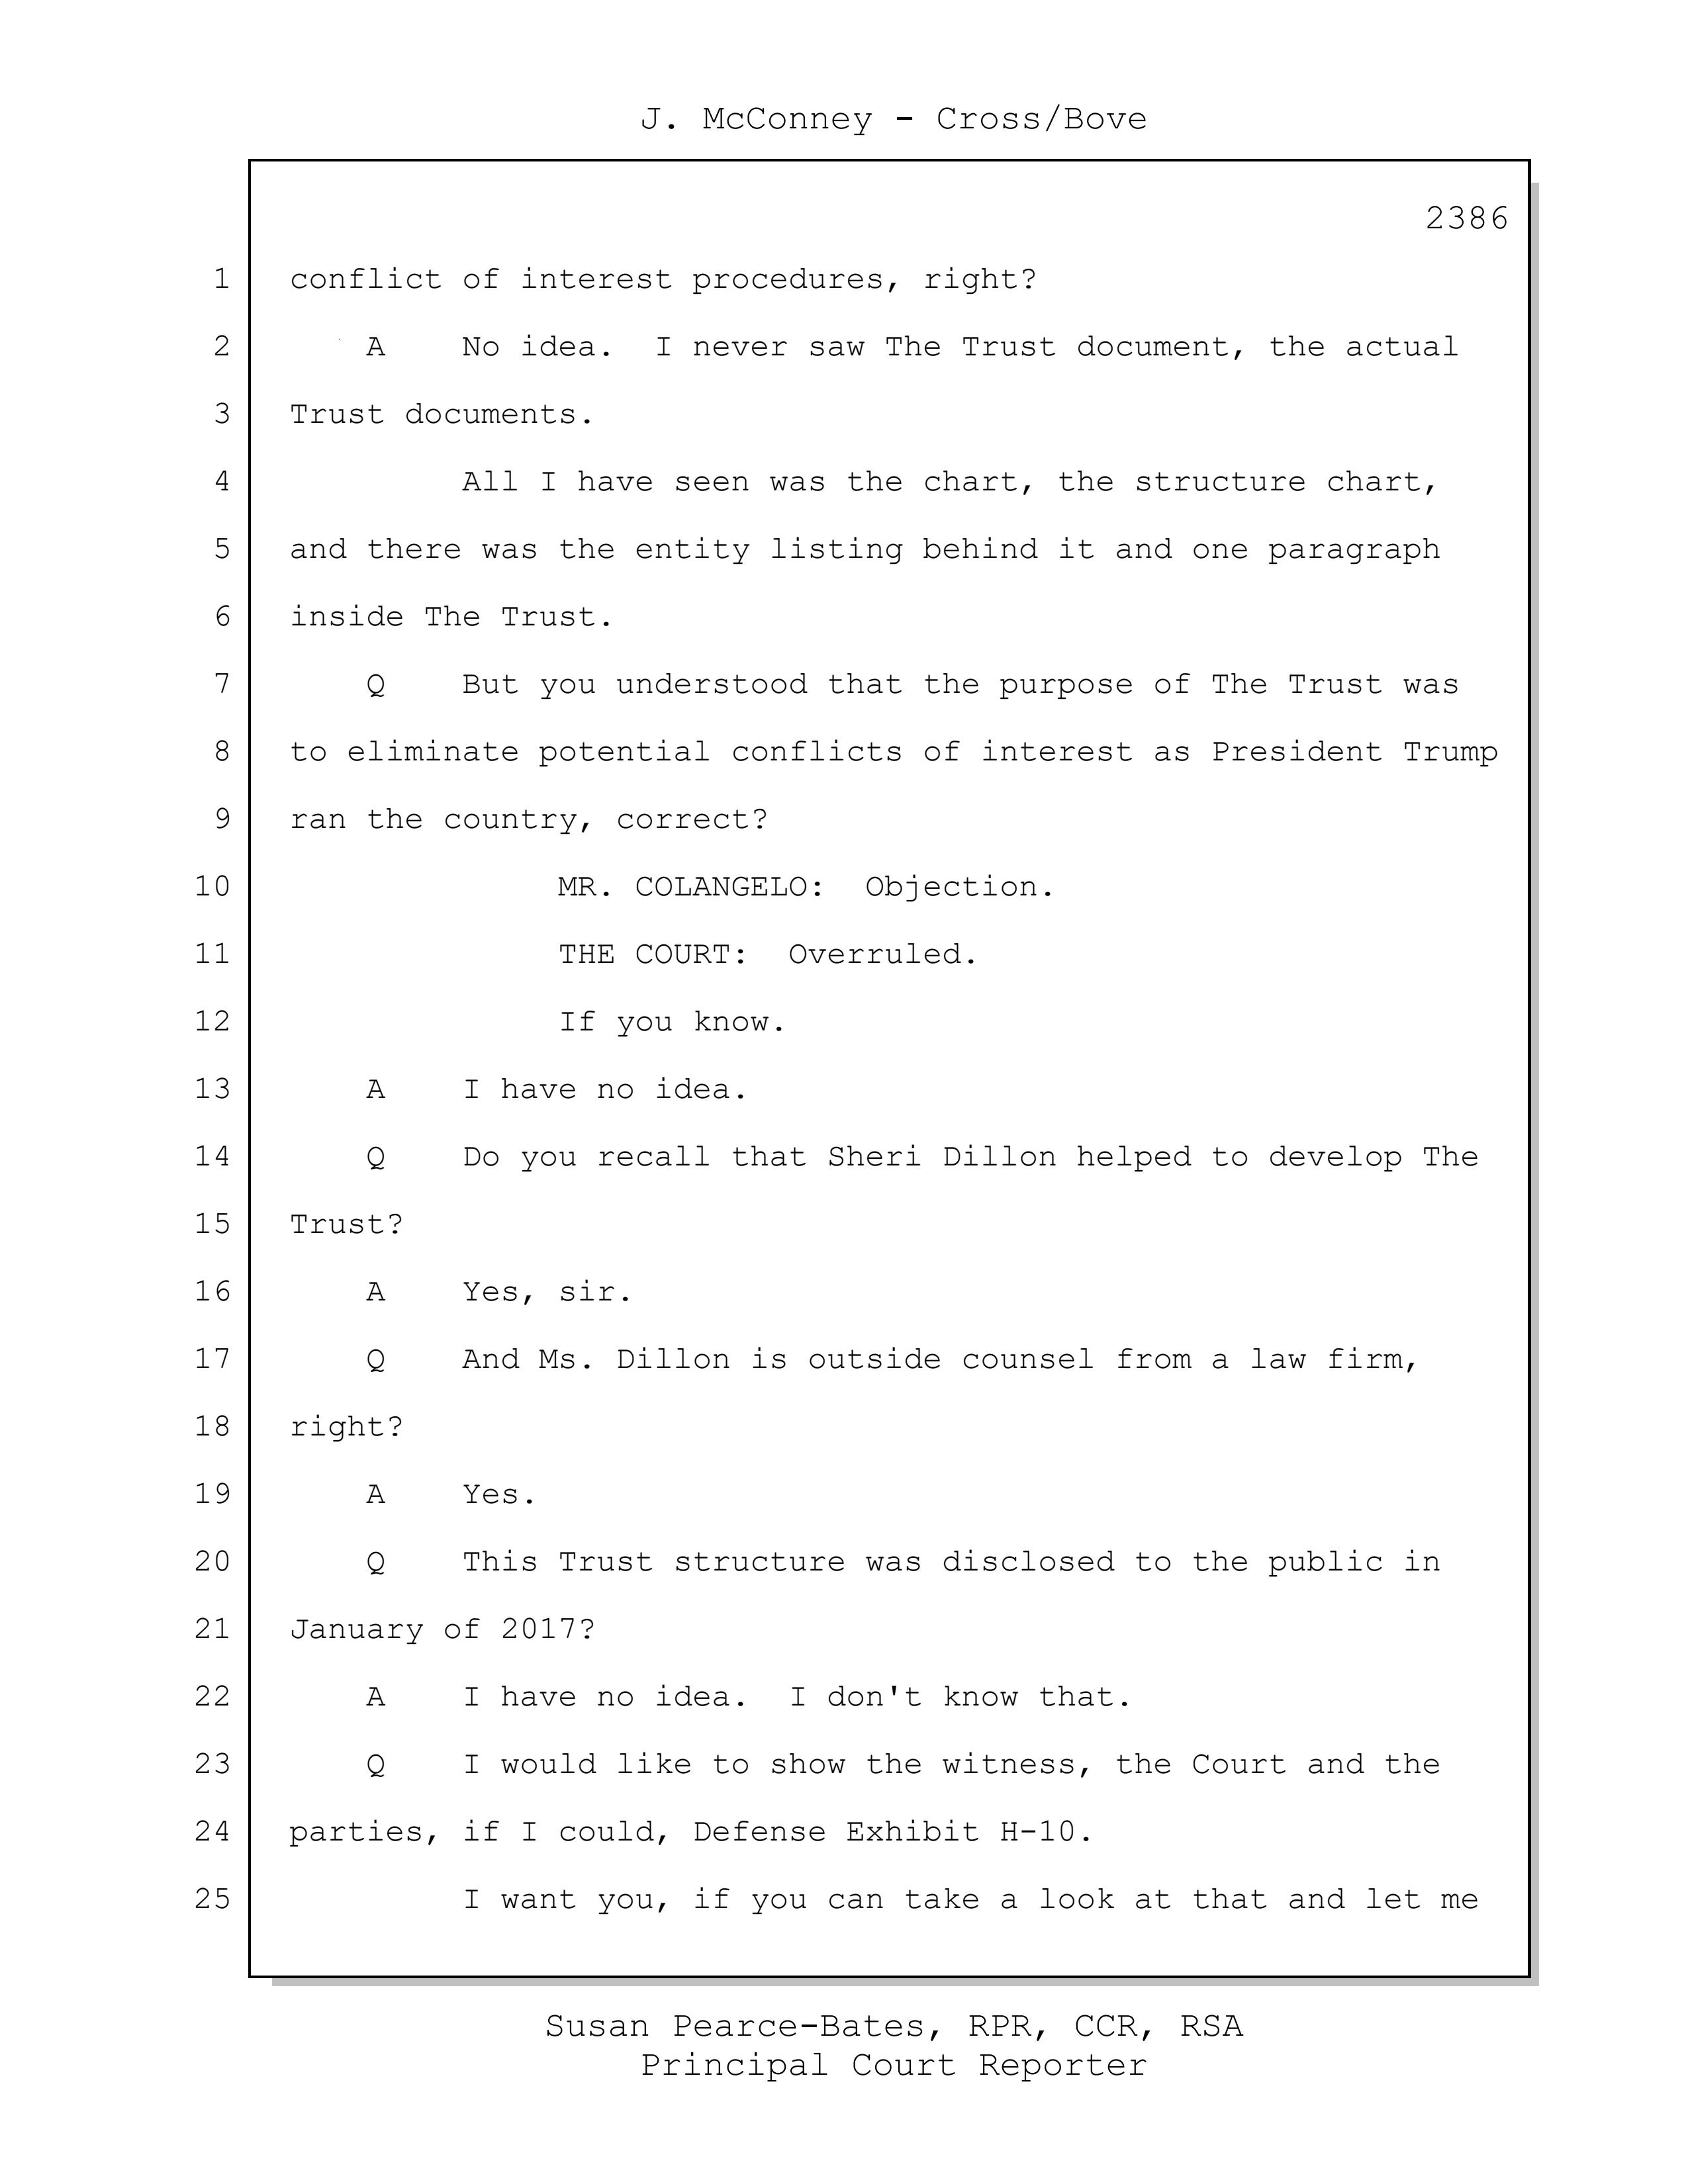 J. McConney - Cross/Bove
2386
1 conflict of interest procedures, right?
2 A No idea. I never saw The Trust document, the actual
3 Trust documents.
4 All I have seen was the chart, the structure chart,
5 and there was the entity listing behind it and one paragraph
6 inside The Trust.
7 Q But you understood that the purpose of The Trust was
8 to eliminate potential conflicts of interest as President Trump
9 ran the country, correct?
10 MR. COLANGELO: Objection.
11 THE COURT: Overruled.
12 If you know.
13 A I have no idea.
14 Q Do you recall that Sheri Dillon helped to develop The
15 Trust?
16 A Yes, sir.
17 Q And Ms. Dillon is outside counsel from a law firm,
18 right?
19 A Yes.
20 Q This Trust structure was disclosed to the public in
21 January of 2017?
22 A I have no idea. I don't know that.
23 Q I would like to show the witness, the Court and the
24 parties, if I could, Defense Exhibit H-10.
25 I want you, if you can take a look at that and let me
Susan Pearce-Bates, RPR, CCR, RSA
Principal Court Reporter